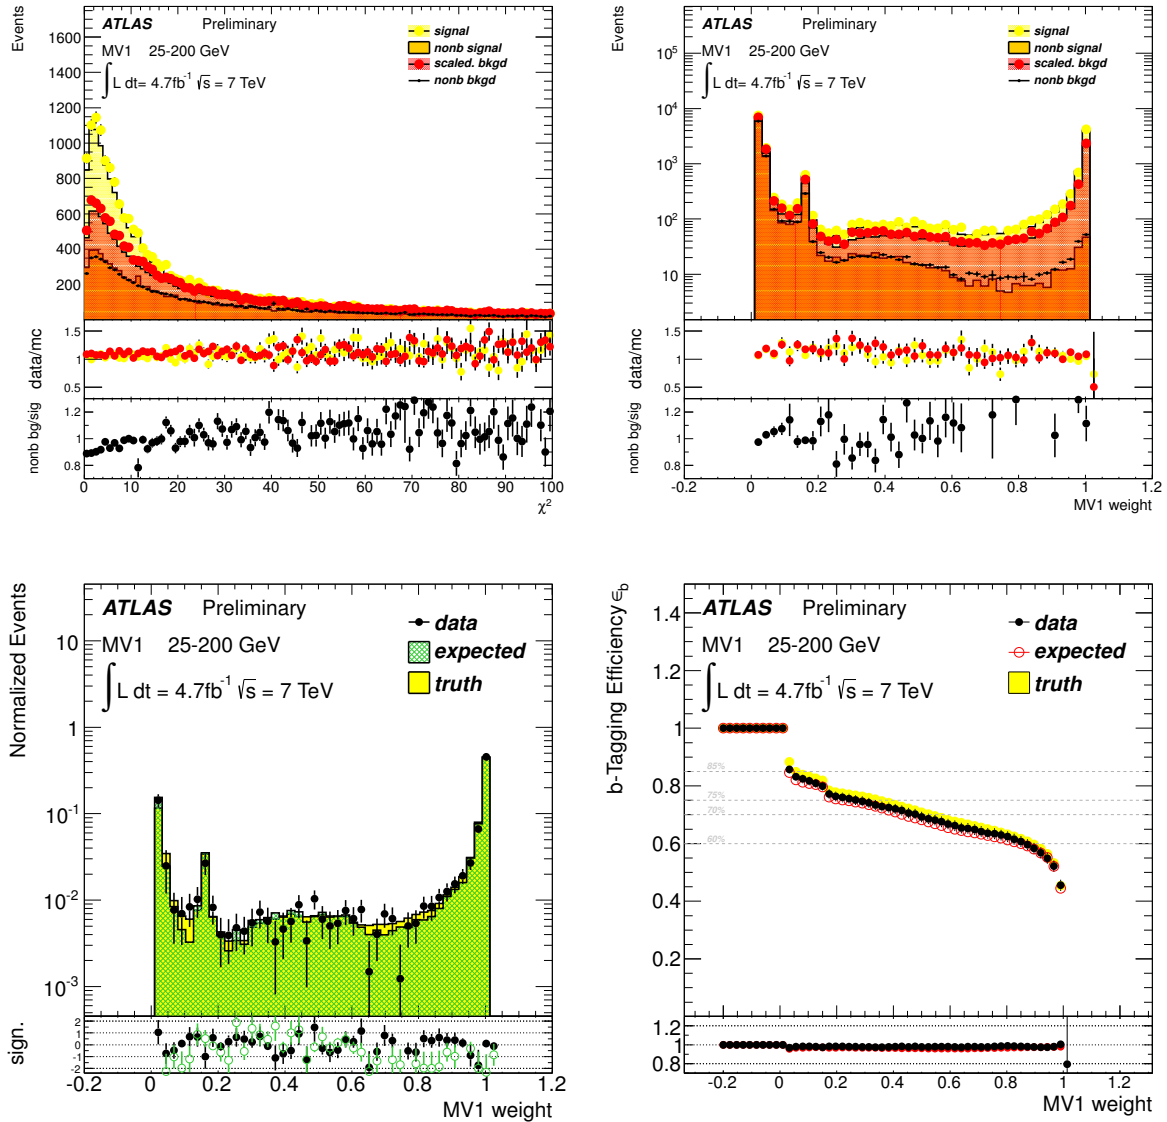 Events
ATLAS Preliminary
MV1 25-200 GeV
∫ L dt= 4.7fb⁻¹ √s = 7 TeV
signal
nonb signal
scaled. bkgd
nonb bkgd
1600
1400
1200
1000
800
600
400
200
data/mc
1.5
1
0.5
nonb bg/sig
1.2
1
0.8
0 10 20 30 40 50 60 70 80 90 100
χ²
Events
ATLAS Preliminary
MV1 25-200 GeV
∫ L dt= 4.7fb⁻¹ √s = 7 TeV
signal
nonb signal
scaled. bkgd
nonb bkgd
10⁵
10⁴
10³
10²
10
data/mc
1.5
1
0.5
nonb bg/sig
1.2
1
0.8
-0.2 0 0.2 0.4 0.6 0.8 1 1.2
MV1 weight
Normalized Events
ATLAS Preliminary
MV1 25-200 GeV
∫ L dt = 4.7fb⁻¹ √s = 7 TeV
data
expected
truth
10
1
10⁻¹
10⁻²
10⁻³
sign.
2
1
0
-1
-2
-0.2 0 0.2 0.4 0.6 0.8 1 1.2
MV1 weight
b-Tagging Efficiency ϵ_b
ATLAS Preliminary
MV1 25-200 GeV
∫ L dt = 4.7fb⁻¹ √s = 7 TeV
data
expected
truth
1.4
1.2
1
0.8
0.6
0.4
0.2
85%
75%
70%
60%
1.2
1
0.8
-0.2 0 0.2 0.4 0.6 0.8 1 1.2
MV1 weight